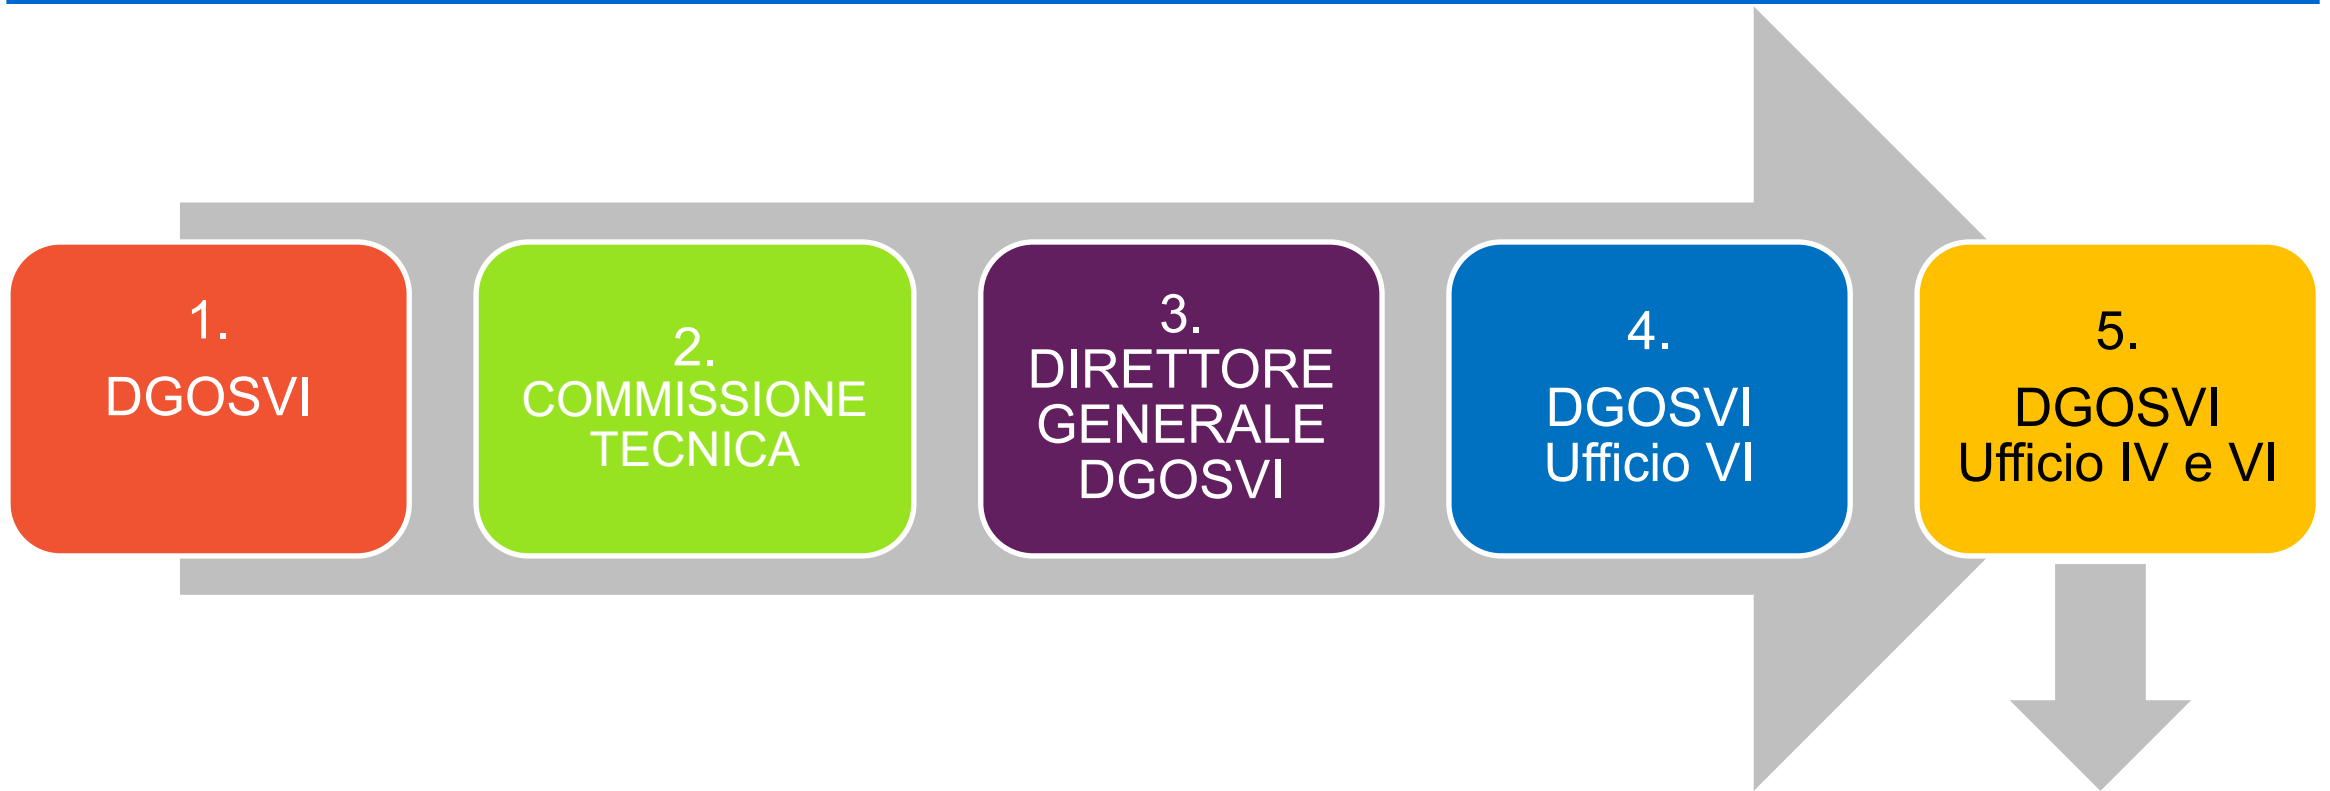 1.
DGOSVI
2.
COMMISSIONE
TECNICA
3.
DIRETTORE
GENERALE
DGOSVI
4.
DGOSVI
Ufficio VI
5.
DGOSVI
Ufficio IV e VI